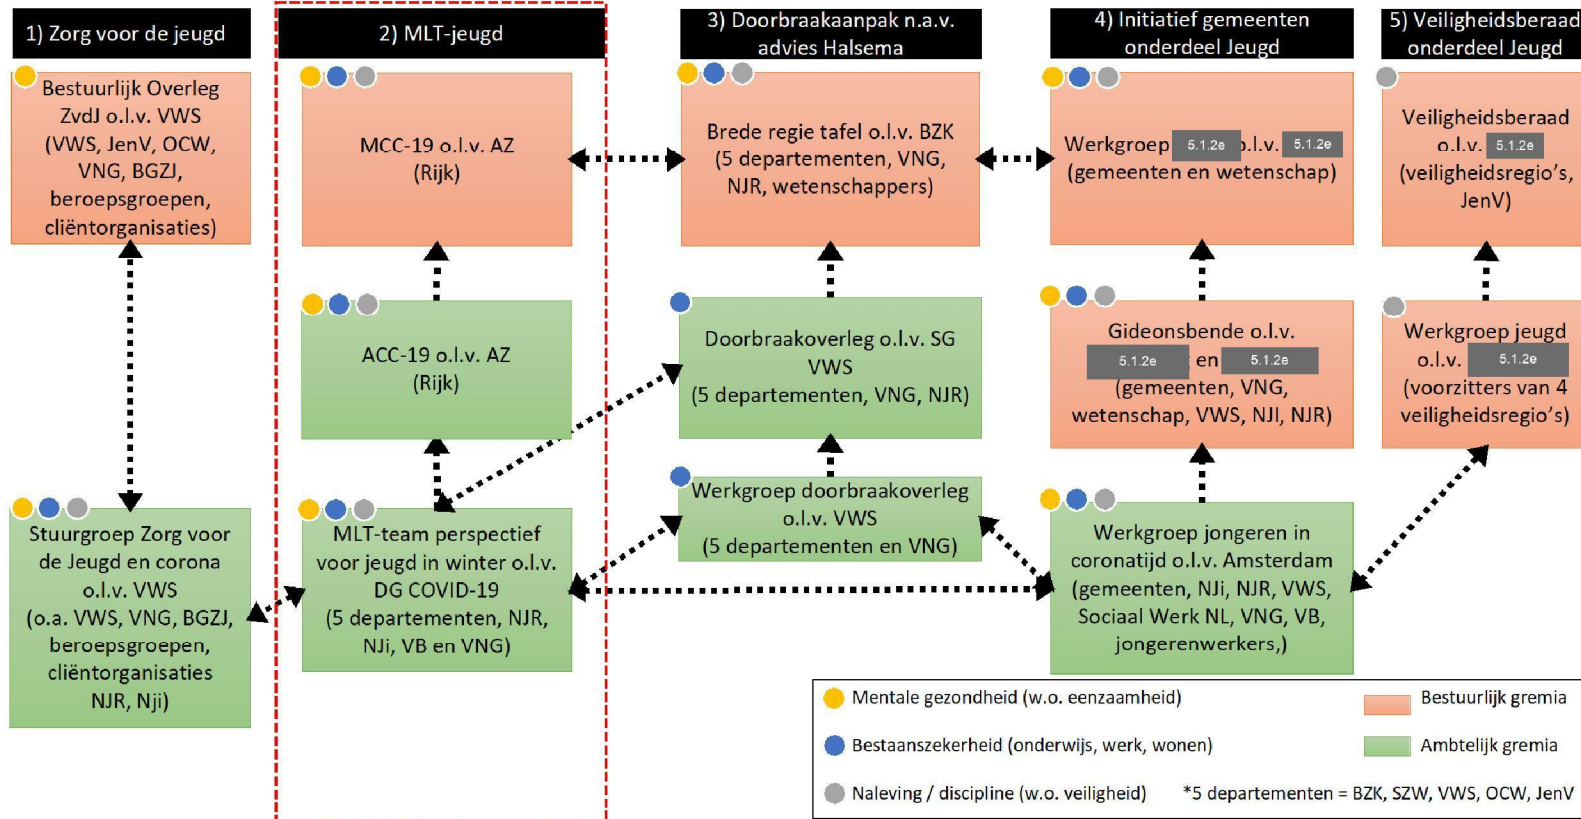 1) Zorg voor de jeugd
Bestuurlijk Overleg
ZvdJ o.l.v. VWS
(VWS, JenV, OCW,
VNG, BGZJ,
beroepsgroepen,
cliëntorganisaties)
Stuurgroep Zorg voor
de Jeugd en corona
o.l.v. VWS
(o.a. VWS, VNG, BGZJ,
beroepsgroepen,
cliëntorganisaties
NJR, Nji)
2) MLT-jeugd
MCC-19 o.l.v. AZ
(Rijk)
ACC-19 o.l.v. AZ
(Rijk)
MLT-team perspectief
voor jeugd in winter o.l.v.
DG COVID-19
(5 departementen, NJR,
NJi, VB en VNG)
3) Doorbraakaanpak n.a.v.
advies Halsema
Brede regie tafel o.l.v. BZK
(5 departementen, VNG,
NJR, wetenschappers)
Doorbraakoverleg o.l.v. SG
VWS
(5 departementen, VNG, NJR)
Werkgroep doorbraakoverleg
o.l.v. VWS
(5 departementen en VNG)
4) Initiatief gemeenten
onderdeel Jeugd
Werkgroep 5.1.2e o.l.v. 5.1.2e
(gemeenten en wetenschap)
Gideonsbende o.l.v.
5.1.2e en 5.1.2e
(gemeenten, VNG,
wetenschap, VWS, NJI, NJR)
Werkgroep jongeren in
coronatijd o.l.v. Amsterdam
(gemeenten, NJi, NJR, VWS,
Sociaal Werk NL, VNG, VB,
jongerenwerkers,)
5) Veiligheidsberaad
onderdeel Jeugd
Veiligheidsberaad
o.l.v. 5.1.2e
(veiligheidsregio's,
JenV)
Werkgroep jeugd
o.l.v. 5.1.2e
(voorzitters van 4
veiligheidsregio's)
Mentale gezondheid (w.o. eenzaamheid)
Bestuurlijk gremia
Bestaanszekerheid (onderwijs, werk, wonen)
Ambtelijk gremia
Naleving / discipline (w.o. veiligheid)
*5 departementen = BZK, SZW, VWS, OCW, JenV